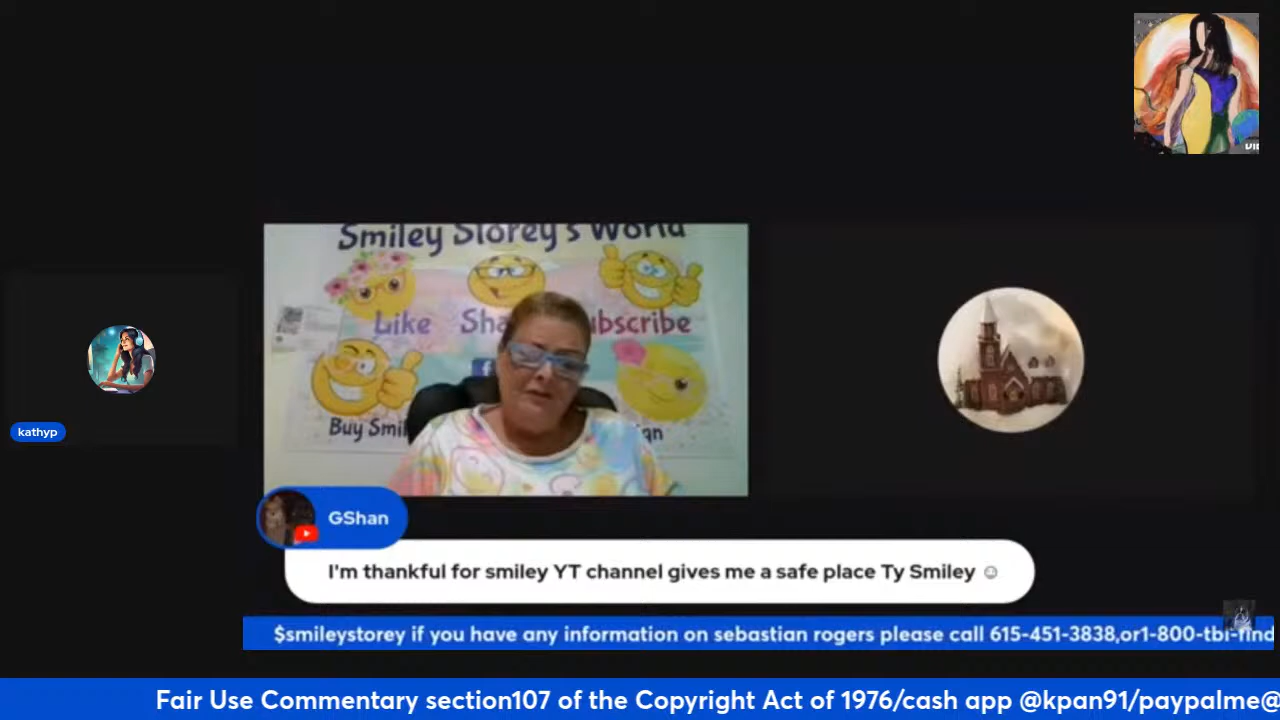 Smiley Storey's World
Like Sha ubscribe
Buy Smil
kathyp
GShan
I'm thankful for smiley YT channel gives me a safe place Ty Smiley ☺
$smileystorey if you have any information on sebastian rogers please call 615-451-3838,or1-800-tbi-find
Fair Use Commentary section107 of the Copyright Act of 1976/cash app @kpan91/paypalme@